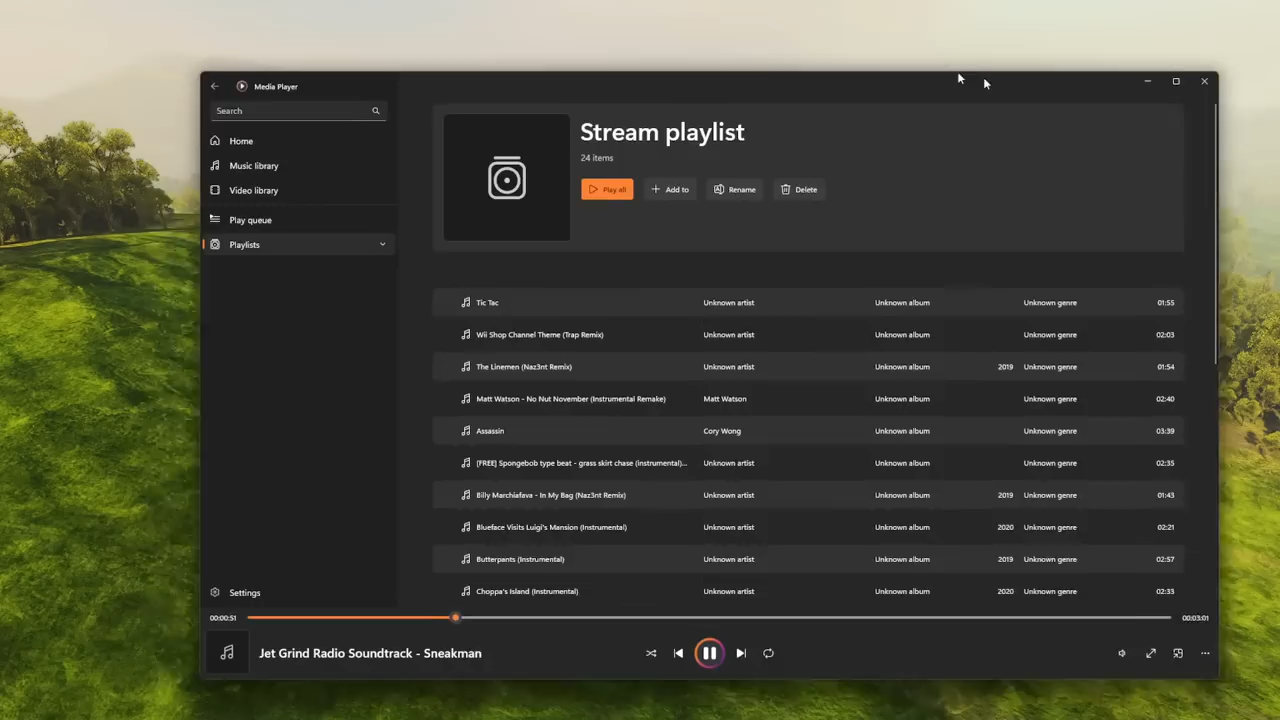 Media Player
Search
Home
Music library
Video library
Play queue
Playlists
Settings
Stream playlist
24 items
Play all Add to Rename Delete
Tic Tac Unknown artist Unknown album Unknown genre 01:55
Wii Shop Channel Theme (Trap Remix) Unknown artist Unknown album Unknown genre 02:03
The Linemen (Naz3nt Remix) Unknown artist Unknown album 2019 Unknown genre 01:54
Matt Watson - No Nut November (Instrumental Remake) Matt Watson Unknown album Unknown genre 02:40
Assassin Cory Wong Unknown album Unknown genre 03:39
[FREE] Spongebob type beat - grass skirt chase (instrumental)... Unknown artist Unknown album Unknown genre 02:35
Billy Marchiafava - In My Bag (Naz3nt Remix) Unknown artist Unknown album 2019 Unknown genre 01:43
Blueface Visits Luigi's Mansion (Instrumental) Unknown artist Unknown album 2020 Unknown genre 02:21
Butterpants (Instrumental) Unknown artist Unknown album 2019 Unknown genre 02:57
Choppa's Island (Instrumental) Unknown artist Unknown album 2020 Unknown genre 02:33
00:00:51 00:03:01
Jet Grind Radio Soundtrack - Sneakman